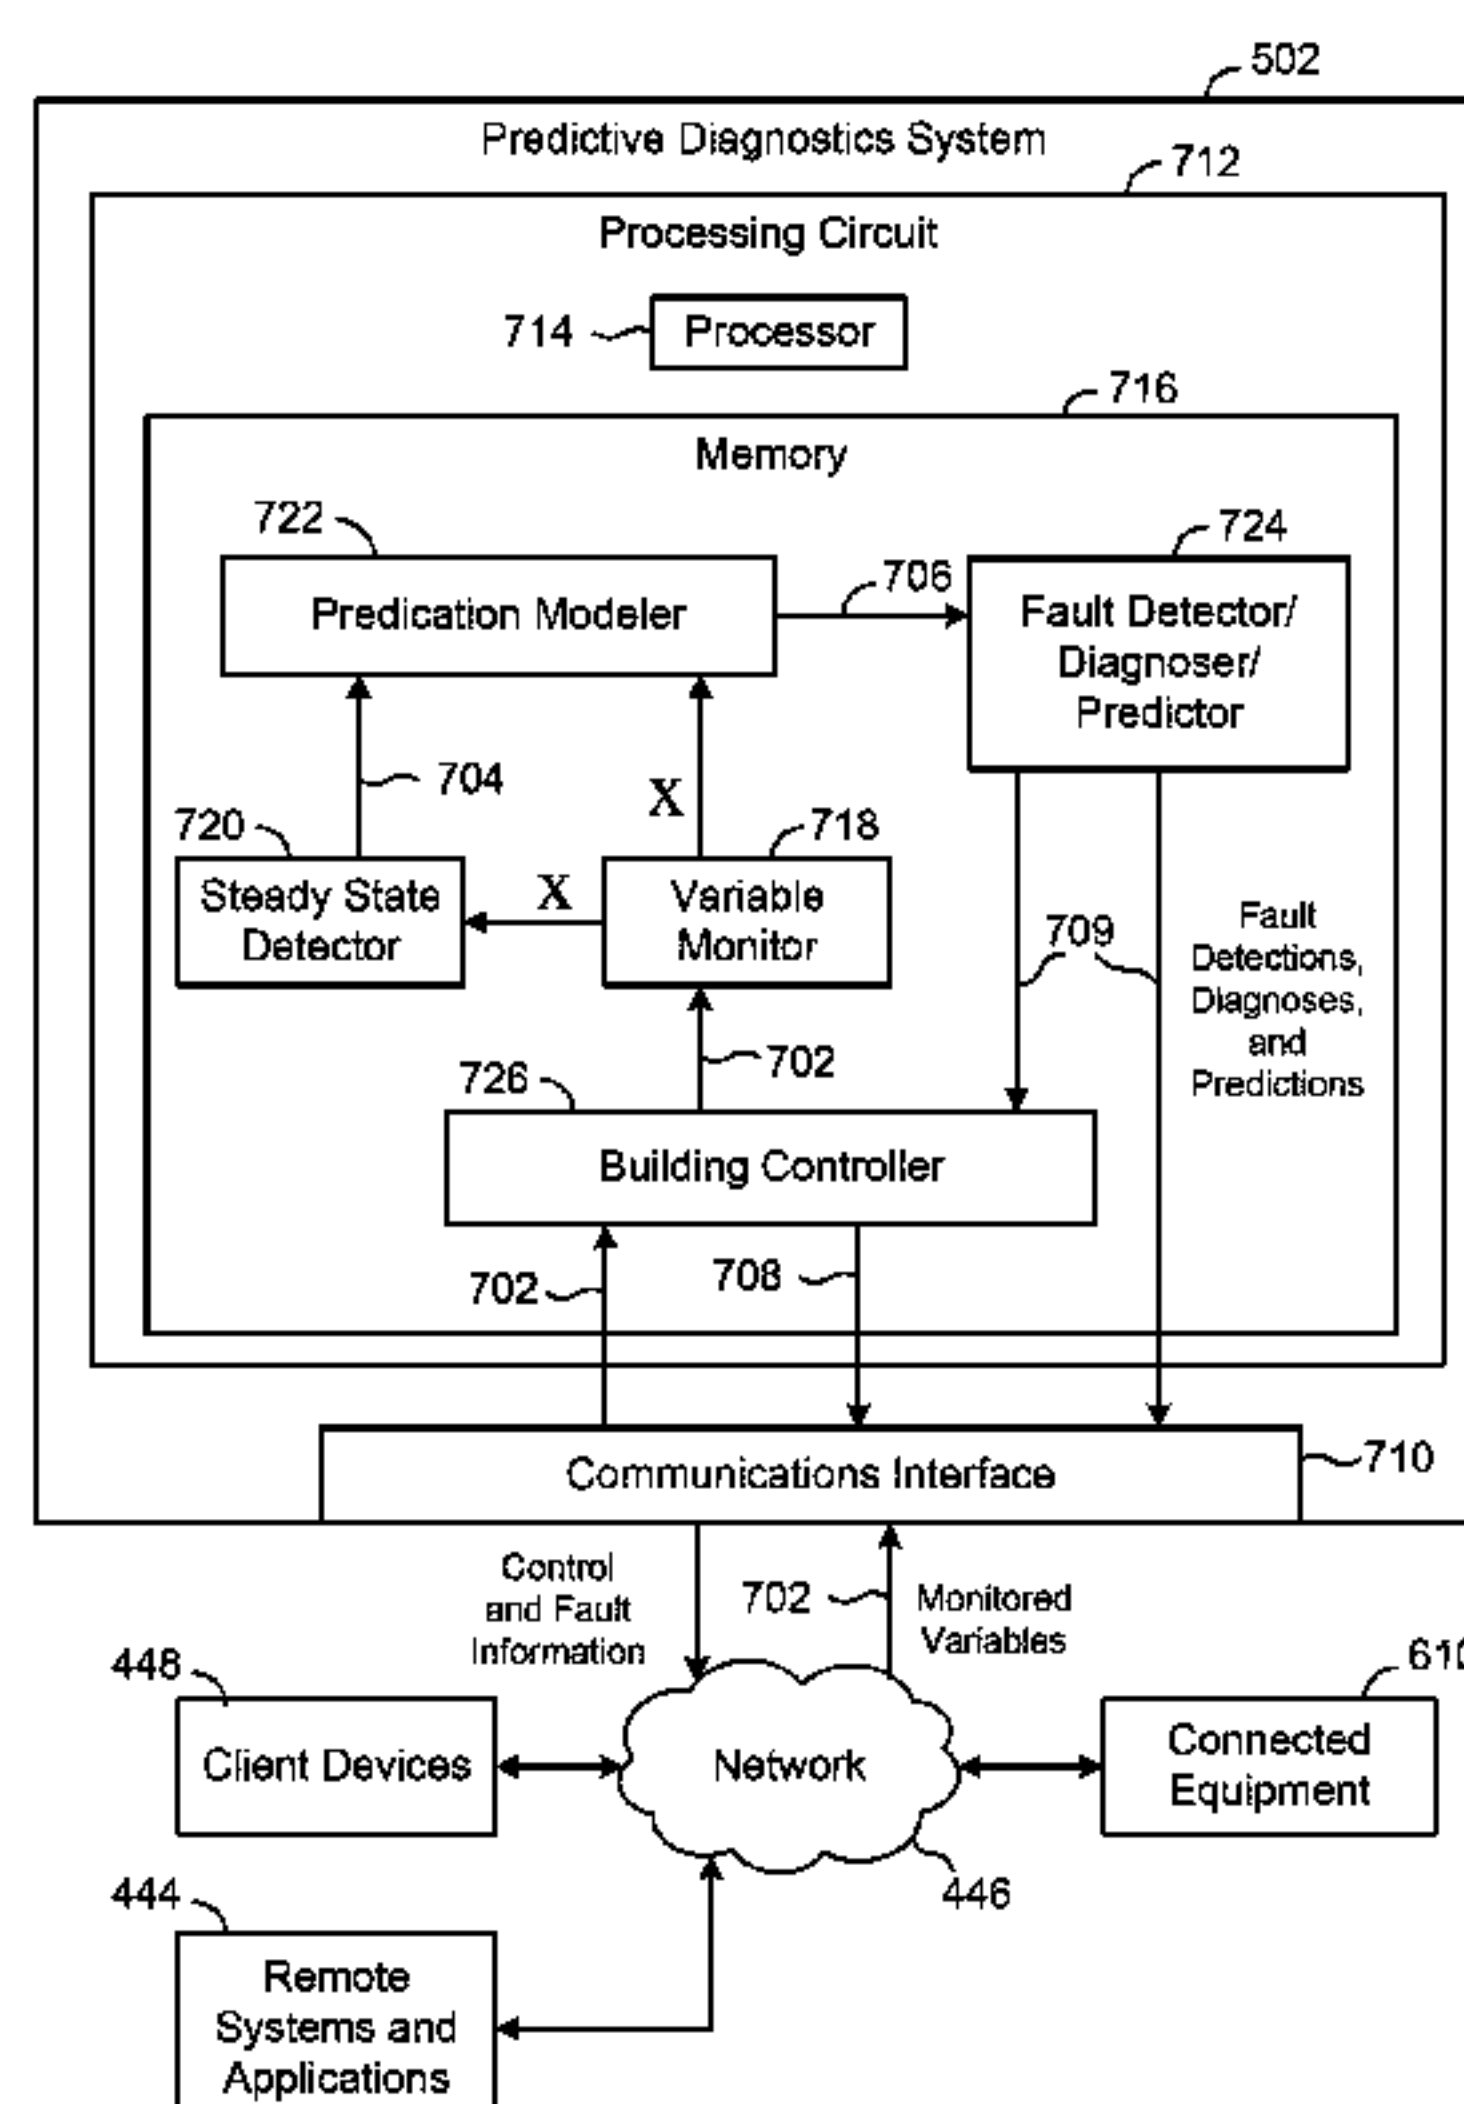 502
Predictive Diagnostics System
712
Processing Circuit
714
Processor
716
Memory
722
724
706
Predication Modeler
Fault Detector/
Diagnoser/
Predictor
704
X
720
718
Steady State
Detector
X
Variable
Monitor
709
Fault
Detections,
Diagnoses,
and
Predictions
702
726
Building Controller
702
708
Communications Interface
710
Control
and Fault
Information
702
Monitored
Variables
448
610
Client Devices
Network
Connected
Equipment
446
444
Remote
Systems and
Applications